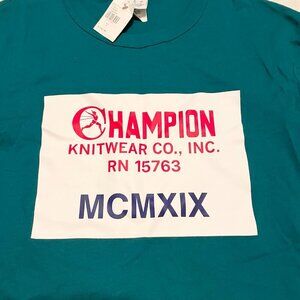 CHAMPION
KNITWEAR CO., INC.
RN 15763
MCMXIX